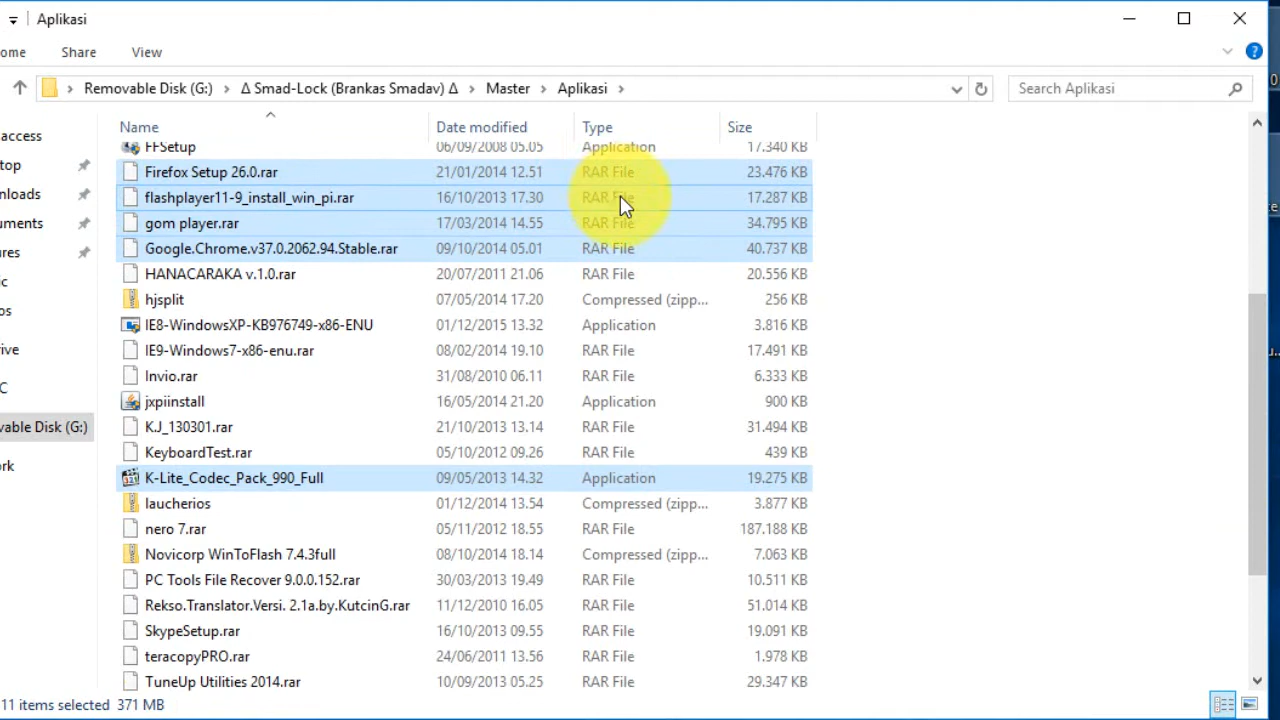 Aplikasi
ome Share View
Removable Disk (G:) > Δ Smad-Lock (Brankas Smadav) Δ > Master > Aplikasi >
Search Aplikasi
access
top
nloads
uments
ures
ic
os
rive
C
vable Disk (G:)
ork
Name Date modified Type Size
FFSetup 06/09/2008 05.05 Application 17.340 KB
Firefox Setup 26.0.rar 21/01/2014 12.51 RAR File 23.476 KB
flashplayer11-9_install_win_pi.rar 16/10/2013 17.30 RAR File 17.287 KB
gom player.rar 17/03/2014 14.55 RAR File 34.795 KB
Google.Chrome.v37.0.2062.94.Stable.rar 09/10/2014 05.01 RAR File 40.737 KB
HANACARAKA v.1.0.rar 20/07/2011 21.06 RAR File 20.556 KB
hjsplit 07/05/2014 17.20 Compressed (zipp... 256 KB
IE8-WindowsXP-KB976749-x86-ENU 01/12/2015 13.32 Application 3.816 KB
IE9-Windows7-x86-enu.rar 08/02/2014 19.10 RAR File 17.491 KB
Invio.rar 31/08/2010 06.11 RAR File 6.333 KB
jxpiinstall 16/05/2014 21.20 Application 900 KB
K.J_130301.rar 21/10/2013 13.14 RAR File 31.494 KB
KeyboardTest.rar 05/10/2012 09.26 RAR File 439 KB
K-Lite_Codec_Pack_990_Full 09/05/2013 14.32 Application 19.275 KB
laucherios 01/12/2014 13.54 Compressed (zipp... 3.877 KB
nero 7.rar 05/11/2012 18.55 RAR File 187.188 KB
Novicorp WinToFlash 7.4.3full 08/10/2014 18.14 Compressed (zipp... 7.063 KB
PC Tools File Recover 9.0.0.152.rar 30/03/2013 19.49 RAR File 10.511 KB
Rekso.Translator.Versi. 2.1a.by.KutcinG.rar 11/12/2010 16.05 RAR File 51.014 KB
SkypeSetup.rar 16/10/2013 09.55 RAR File 19.091 KB
teracopyPRO.rar 24/06/2011 13.56 RAR File 1.978 KB
TuneUp Utilities 2014.rar 10/09/2013 05.25 RAR File 29.347 KB
11 items selected 371 MB